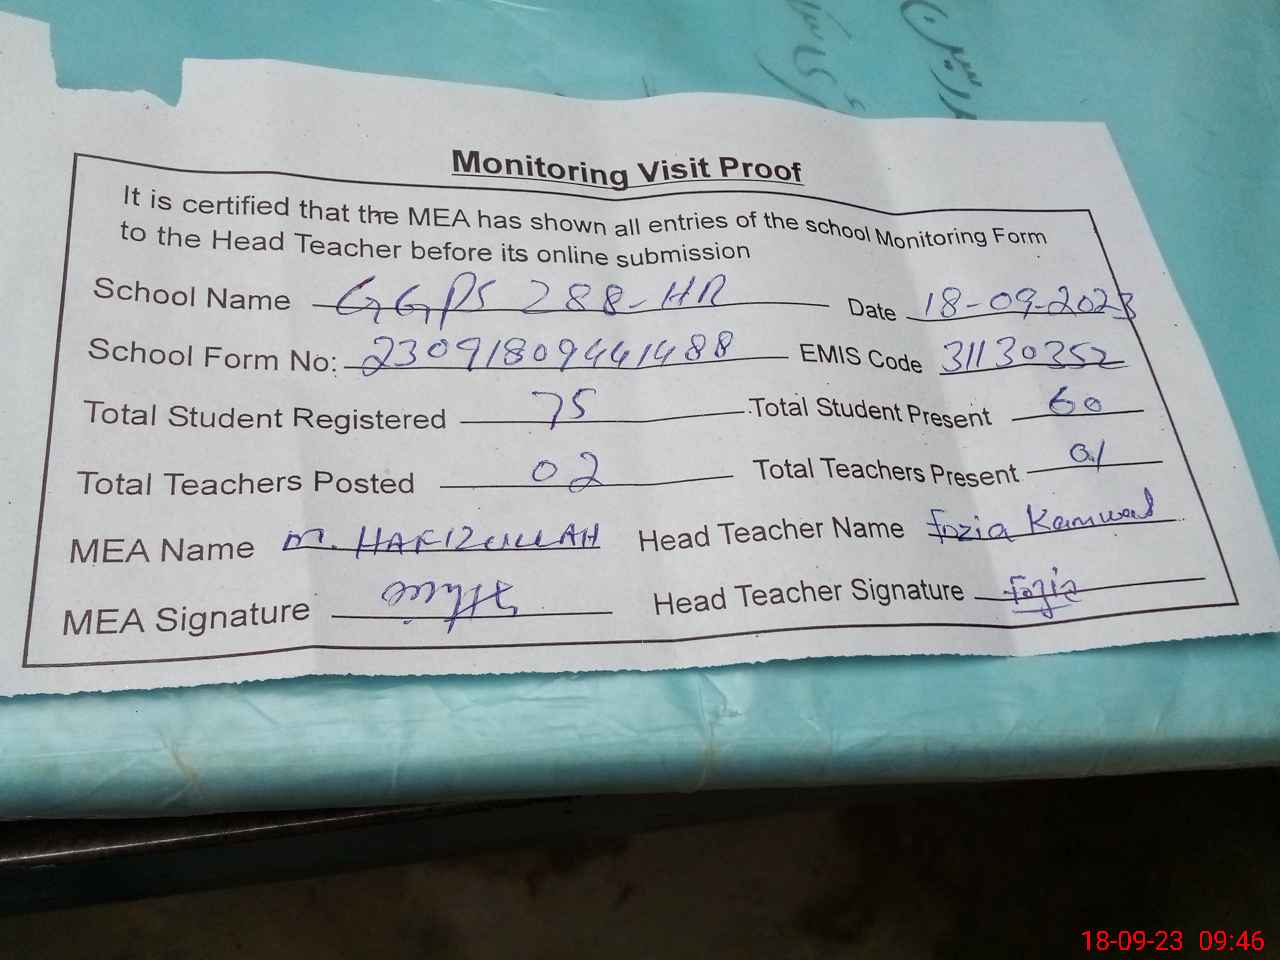 Monitoring Visit Proof
It is certified that the MEA has shown all entries of the school Monitoring Form
to the Head Teacher before its online submission
School Name GGPS 288-HR Date 18-09-2023
School Form No: 230918094461488 EMIS Code 31130352
Total Student Registered 75 Total Student Present 60
Total Teachers Posted 02 Total Teachers Present 01
MEA Name M. HAFIZULLAH Head Teacher Name Fozia Kanwal
MEA Signature Head Teacher Signature Fozia
18-09-23 09:46